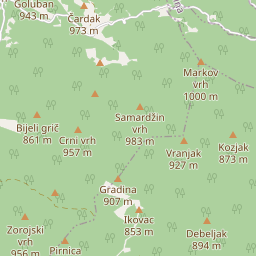 Goluban
943 m
Čardak
973 m
Markov
vrh
1000 m
Samardžin
vrh
983 m
Bijeli grič
861 m
Crni vrh
957 m
Vranjak
927 m
Kozjak
873 m
Gradina
907 m
Ikovac
853 m
Zorojski
vrh
956 m
Pirnica
Debeljak
894 m